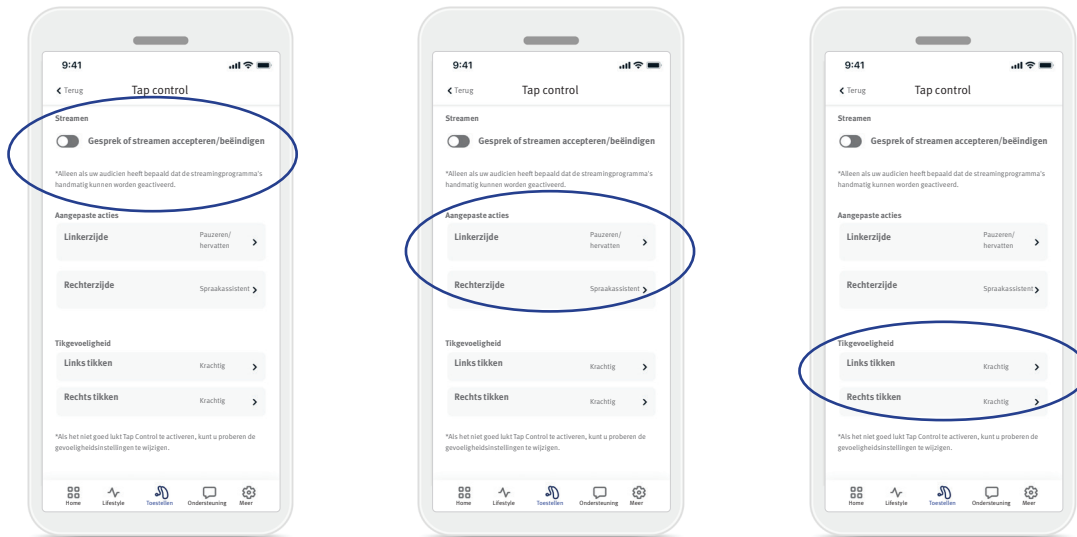 9:41
Terug
Tap control
Streamen
Gesprek of streamen accepteren/beëindigen
*Alleen als uw audicien heeft bepaald dat de streamingprogramma's
handmatig kunnen worden geactiveerd.
Aangepaste acties
Linkerzijde
Pauzeren/
hervatten
Rechterzijde
Spraakassistent
Tikgevoeligheid
Links tikken
Krachtig
Rechts tikken
Krachtig
*Als het niet goed lukt Tap Control te activeren, kunt u proberen de
gevoeligheidsinstellingen te wijzigen.
Home
Lifestyle
Toestellen
Ondersteuning
Meer
9:41
Terug
Tap control
Streamen
Gesprek of streamen accepteren/beëindigen
*Alleen als uw audicien heeft bepaald dat de streamingprogramma's
handmatig kunnen worden geactiveerd.
Aangepaste acties
Linkerzijde
Pauzeren/
hervatten
Rechterzijde
Spraakassistent
Tikgevoeligheid
Links tikken
Krachtig
Rechts tikken
Krachtig
*Als het niet goed lukt Tap Control te activeren, kunt u proberen de
gevoeligheidsinstellingen te wijzigen.
Home
Lifestyle
Toestellen
Ondersteuning
Meer
9:41
Terug
Tap control
Streamen
Gesprek of streamen accepteren/beëindigen
*Alleen als uw audicien heeft bepaald dat de streamingprogramma's
handmatig kunnen worden geactiveerd.
Aangepaste acties
Linkerzijde
Pauzeren/
hervatten
Rechterzijde
Spraakassistent
Tikgevoeligheid
Links tikken
Krachtig
Rechts tikken
Krachtig
*Als het niet goed lukt Tap Control te activeren, kunt u proberen de
gevoeligheidsinstellingen te wijzigen.
Home
Lifestyle
Toestellen
Ondersteuning
Meer